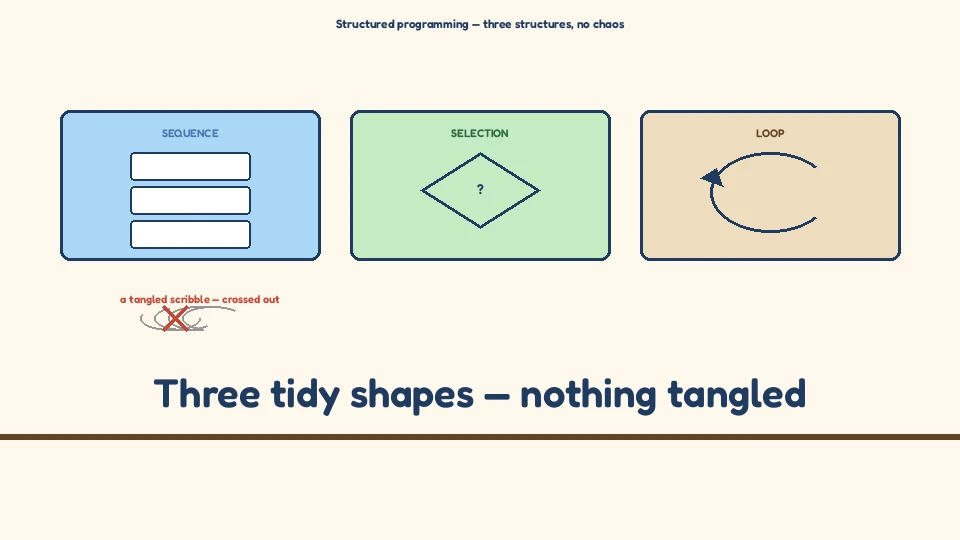 Structured programming — three structures, no chaos
SEQUENCE
SELECTION
LOOP
?
a tangled scribble — crossed out
Three tidy shapes — nothing tangled